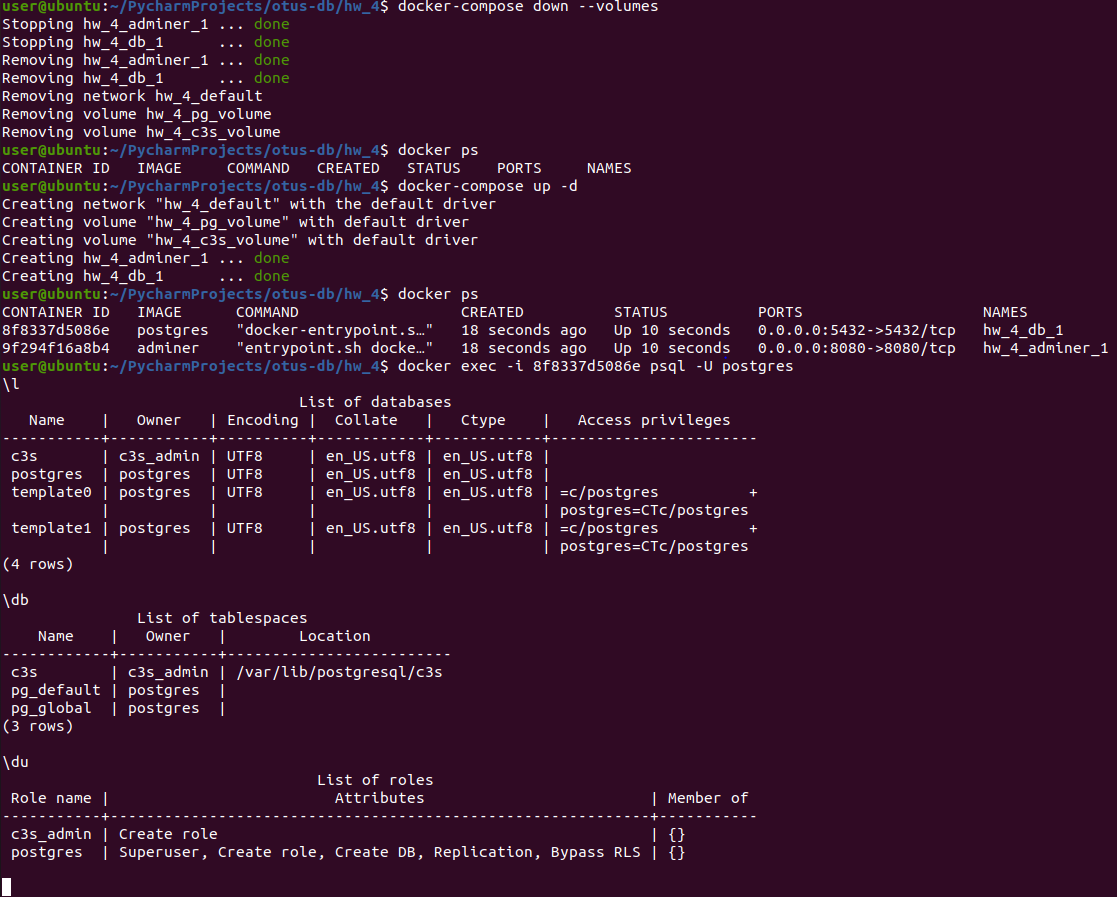 user@ubuntu:~/PycharmProjects/otus-db/hw_4$ docker-compose down --volumes
Stopping hw_4_adminer_1 ... done
Stopping hw_4_db_1      ... done
Removing hw_4_adminer_1 ... done
Removing hw_4_db_1      ... done
Removing network hw_4_default
Removing volume hw_4_pg_volume
Removing volume hw_4_c3s_volume
user@ubuntu:~/PycharmProjects/otus-db/hw_4$ docker ps
CONTAINER ID   IMAGE     COMMAND   CREATED   STATUS    PORTS     NAMES
user@ubuntu:~/PycharmProjects/otus-db/hw_4$ docker-compose up -d
Creating network "hw_4_default" with the default driver
Creating volume "hw_4_pg_volume" with default driver
Creating volume "hw_4_c3s_volume" with default driver
Creating hw_4_adminer_1 ... done
Creating hw_4_db_1      ... done
user@ubuntu:~/PycharmProjects/otus-db/hw_4$ docker ps
CONTAINER ID   IMAGE      COMMAND                  CREATED          STATUS          PORTS                    NAMES
8f8337d5086e   postgres   "docker-entrypoint.s…"   18 seconds ago   Up 10 seconds   0.0.0.0:5432->5432/tcp   hw_4_db_1
9f294f16a8b4   adminer    "entrypoint.sh docke…"   18 seconds ago   Up 10 seconds   0.0.0.0:8080->8080/tcp   hw_4_adminer_1
user@ubuntu:~/PycharmProjects/otus-db/hw_4$ docker exec -i 8f8337d5086e psql -U postgres
\l
                                 List of databases
   Name    |   Owner   | Encoding |  Collate   |   Ctype    |   Access privileges
-----------+-----------+----------+------------+------------+-----------------------
 c3s       | c3s_admin | UTF8     | en_US.utf8 | en_US.utf8 |
 postgres  | postgres  | UTF8     | en_US.utf8 | en_US.utf8 |
 template0 | postgres  | UTF8     | en_US.utf8 | en_US.utf8 | =c/postgres          +
           |           |          |            |            | postgres=CTc/postgres
 template1 | postgres  | UTF8     | en_US.utf8 | en_US.utf8 | =c/postgres          +
           |           |          |            |            | postgres=CTc/postgres
(4 rows)

\db
               List of tablespaces
    Name    |   Owner   |        Location
------------+-----------+-------------------------
 c3s        | c3s_admin | /var/lib/postgresql/c3s
 pg_default | postgres  |
 pg_global  | postgres  |
(3 rows)

\du
                                   List of roles
 Role name |                         Attributes                         | Member of
-----------+------------------------------------------------------------+-----------
 c3s_admin | Create role                                                | {}
 postgres  | Superuser, Create role, Create DB, Replication, Bypass RLS | {}